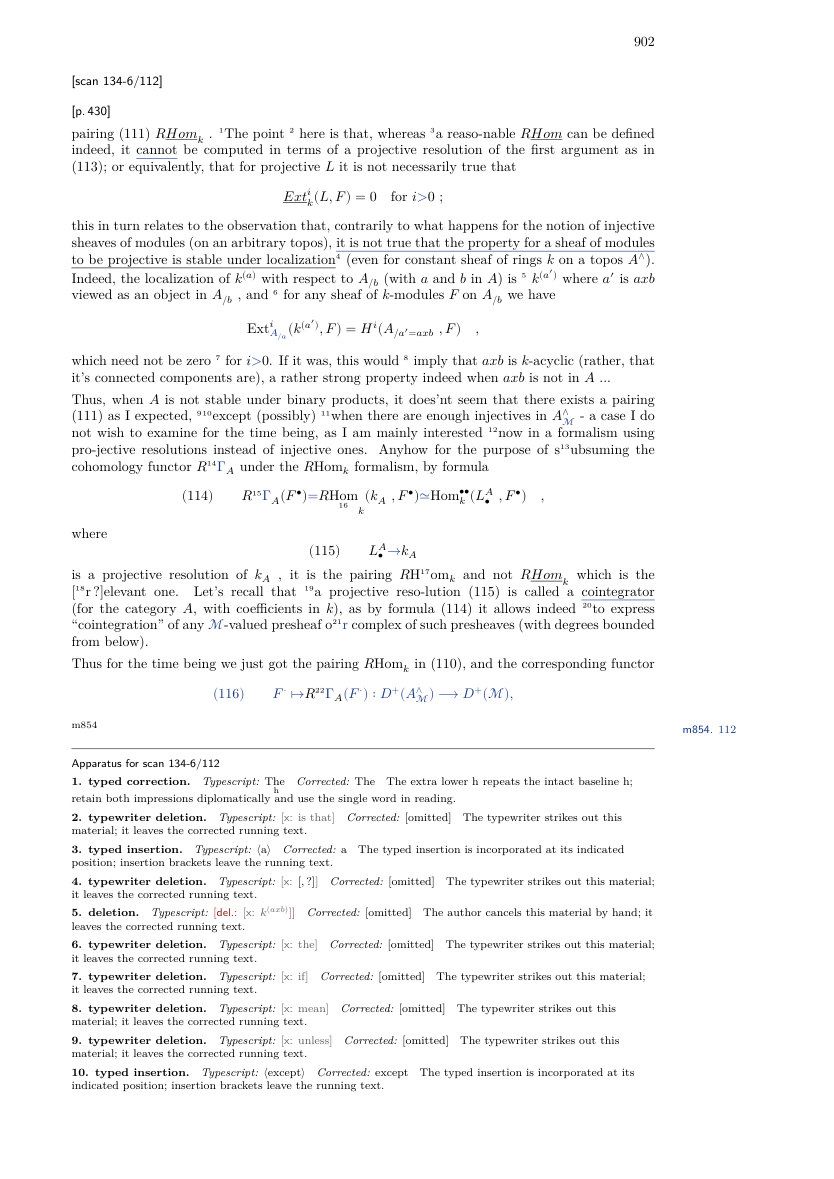 902
[scan 134-6/112]
[p. 430]
pairing (111) RHom_k . ¹The point ² here is that, whereas ³a reaso-nable RHom can be defined
indeed, it cannot be computed in terms of a projective resolution of the first argument as in
(113); or equivalently, that for projective L it is not necessarily true that
Ext^i_k(L, F) = 0 for i>0 ;
this in turn relates to the observation that, contrarily to what happens for the notion of injective
sheaves of modules (on an arbitrary topos), it is not true that the property for a sheaf of modules
to be projective is stable under localization⁴ (even for constant sheaf of rings k on a topos A^∧).
Indeed, the localization of k^(a) with respect to A_/b (with a and b in A) is ⁵ k^(a′) where a′ is axb
viewed as an object in A_/b , and ⁶ for any sheaf of k-modules F on A_/b we have
Ext^i_{A_/a}(k^(a′), F) = H^i(A_/a′=axb , F) ,
which need not be zero ⁷ for i>0. If it was, this would ⁸ imply that axb is k-acyclic (rather, that
it's connected components are), a rather strong property indeed when axb is not in A ...
Thus, when A is not stable under binary products, it does'nt seem that there exists a pairing
(111) as I expected, ⁹¹⁰except (possibly) ¹¹when there are enough injectives in A^∧_ℳ - a case I do
not wish to examine for the time being, as I am mainly interested ¹²now in a formalism using
pro-jective resolutions instead of injective ones. Anyhow for the purpose of s¹³ubsuming the
cohomology functor R¹⁴Γ_A under the RHom_k formalism, by formula
(114) R¹⁵Γ_A(F^•)=RHom_¹⁶ _k (k_A , F^•)≃Hom^••_k(L^A_• , F^•) ,
where
(115) L^A_•→k_A
is a projective resolution of k_A , it is the pairing RH¹⁷om_k and not RHom_k which is the
[¹⁸r ?]elevant one. Let's recall that ¹⁹a projective reso-lution (115) is called a cointegrator
(for the category A, with coefficients in k), as by formula (114) it allows indeed ²⁰to express
“cointegration” of any ℳ-valued presheaf o²¹r complex of such presheaves (with degrees bounded
from below).
Thus for the time being we just got the pairing RHom_k in (110), and the corresponding functor
(116) F^· ↦R²²Γ_A(F^·) : D^+(A^∧_ℳ) ⟶ D^+(ℳ),
m854
m854. 112
Apparatus for scan 134-6/112
1. typed correction. Typescript: The_h Corrected: The The extra lower h repeats the intact baseline h;
retain both impressions diplomatically and use the single word in reading.
2. typewriter deletion. Typescript: [x: is that] Corrected: [omitted] The typewriter strikes out this
material; it leaves the corrected running text.
3. typed insertion. Typescript: ⟨a⟩ Corrected: a The typed insertion is incorporated at its indicated
position; insertion brackets leave the running text.
4. typewriter deletion. Typescript: [x: [, ?]] Corrected: [omitted] The typewriter strikes out this material;
it leaves the corrected running text.
5. deletion. Typescript: [del.: [x: k^(axb)]] Corrected: [omitted] The author cancels this material by hand; it
leaves the corrected running text.
6. typewriter deletion. Typescript: [x: the] Corrected: [omitted] The typewriter strikes out this material;
it leaves the corrected running text.
7. typewriter deletion. Typescript: [x: if] Corrected: [omitted] The typewriter strikes out this material;
it leaves the corrected running text.
8. typewriter deletion. Typescript: [x: mean] Corrected: [omitted] The typewriter strikes out this
material; it leaves the corrected running text.
9. typewriter deletion. Typescript: [x: unless] Corrected: [omitted] The typewriter strikes out this
material; it leaves the corrected running text.
10. typed insertion. Typescript: ⟨except⟩ Corrected: except The typed insertion is incorporated at its
indicated position; insertion brackets leave the running text.